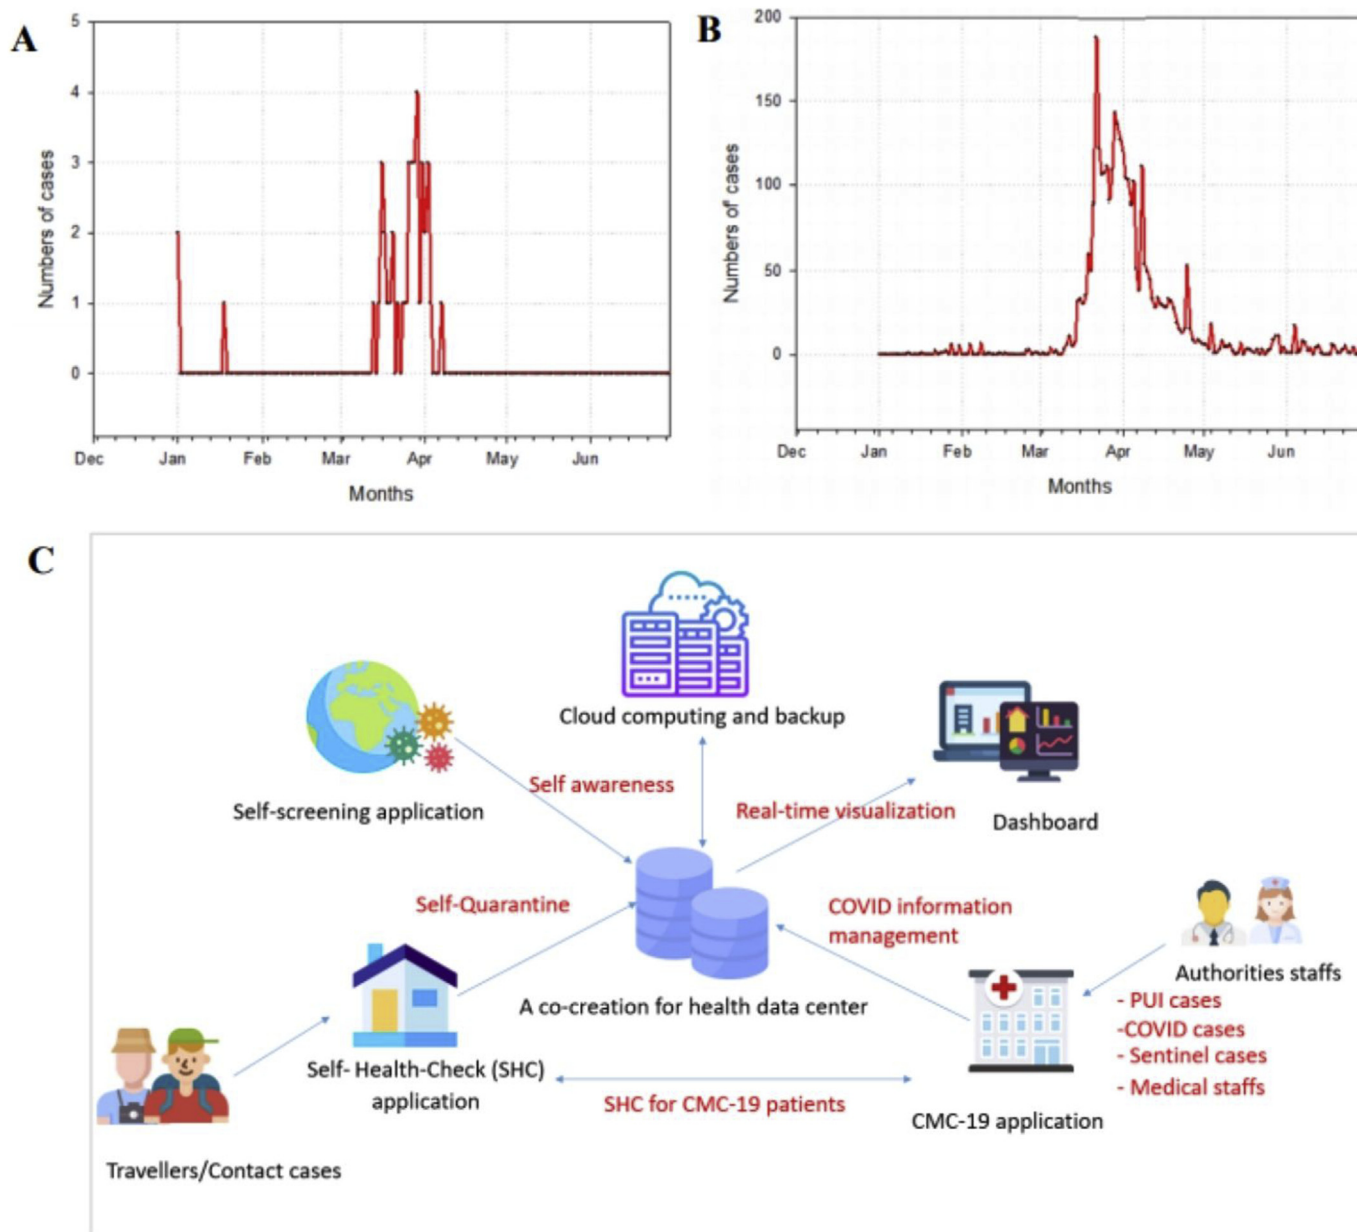 A
5
4
3
2
1
0
Numbers of cases
Dec Jan Feb Mar Apr May Jun
Months
B
200
150
100
50
0
Numbers of cases
Dec Jan Feb Mar Apr May Jun
Months
C
Cloud computing and backup
Self-screening application
Self awareness
Real-time visualization
Dashboard
Self-Quarantine
COVID information
management
Authorities staffs
- PUI cases
-COVID cases
- Sentinel cases
- Medical staffs
A co-creation for health data center
Self- Health-Check (SHC)
application
SHC for CMC-19 patients
CMC-19 application
Travellers/Contact cases